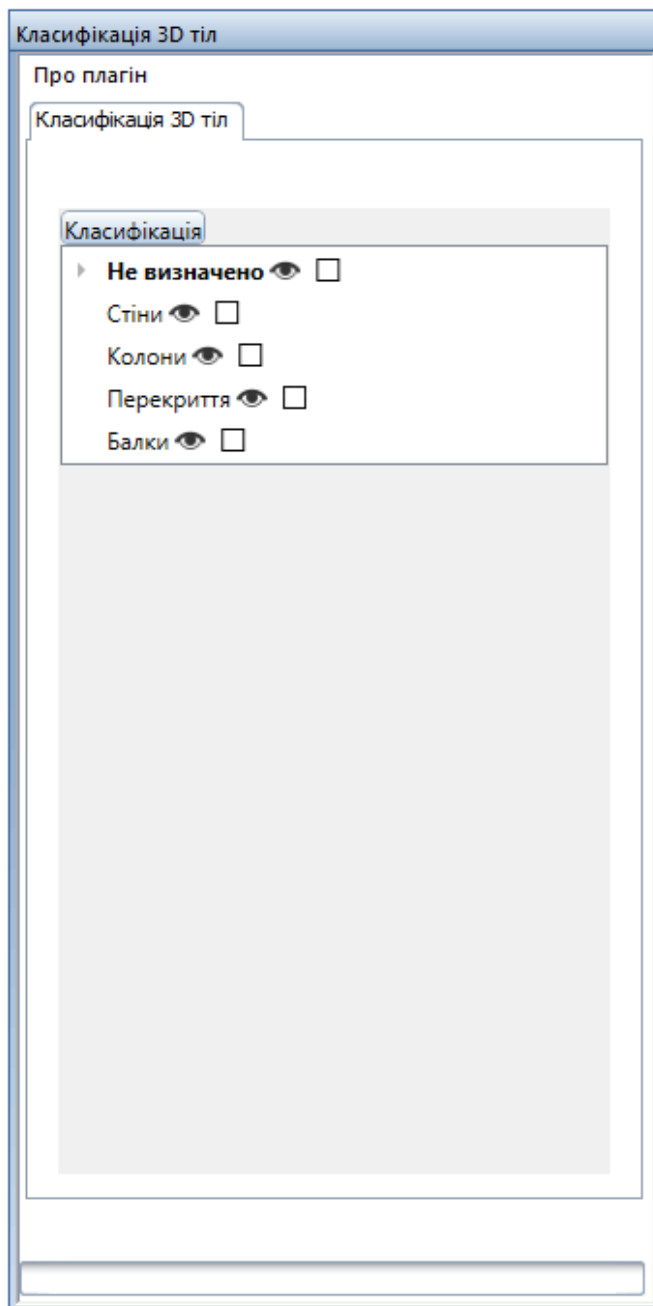 Класифікація 3D тіл
Про плагін
Класифікація 3D тіл
Класифікація
Не визначено
Стіни
Колони
Перекриття
Балки